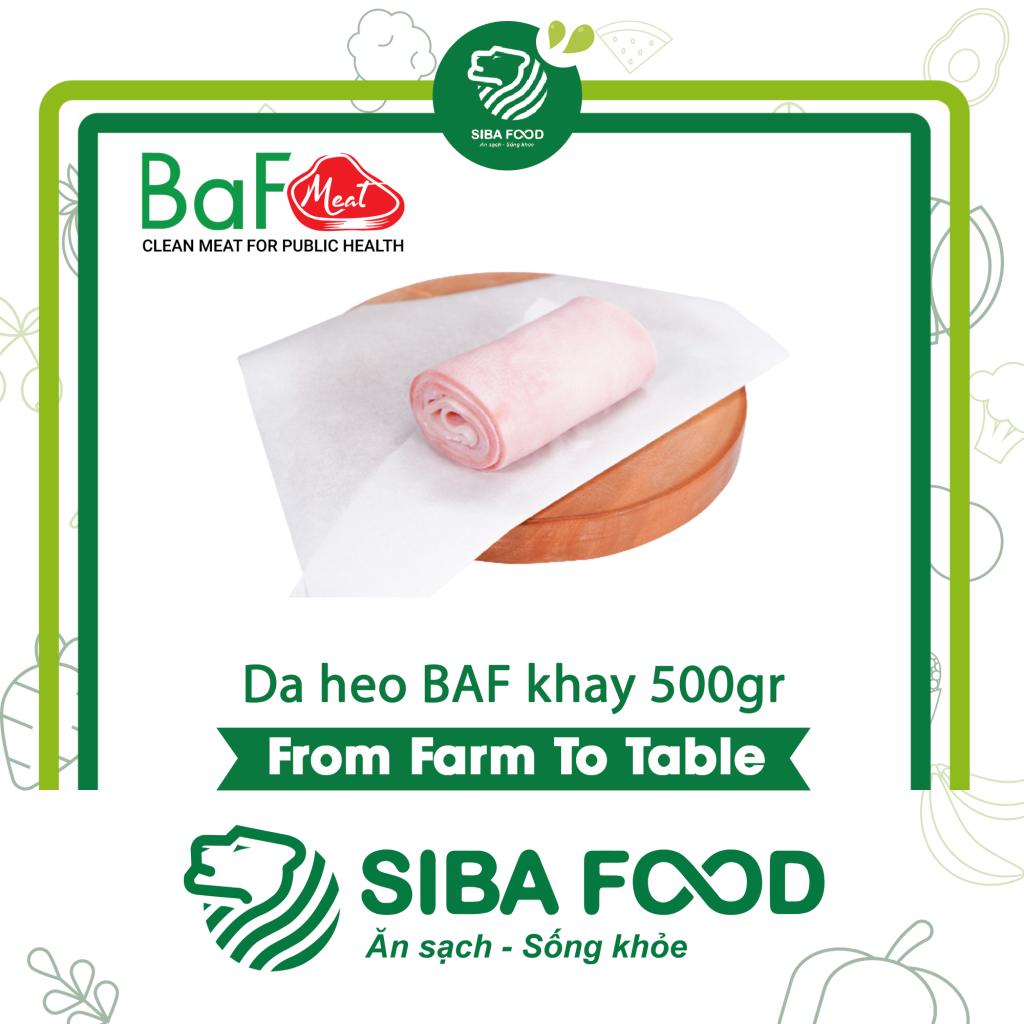 SIBA FOOD
Ăn sạch - Sống khỏe
BaF Meat
CLEAN MEAT FOR PUBLIC HEALTH
Da heo BAF khay 500gr
From Farm To Table
SIBA FOOD
Ăn sạch - Sống khỏe